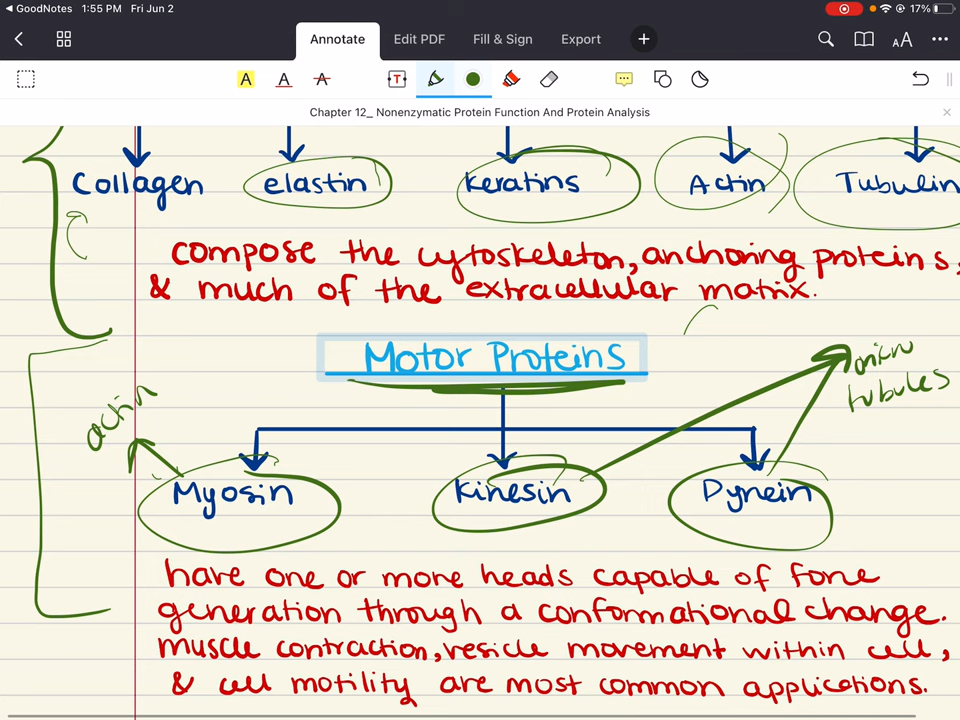 GoodNotes 1:55 PM Fri Jun 2 17%
Annotate Edit PDF Fill & Sign Export
Chapter 12_ Nonenzymatic Protein Function And Protein Analysis
Collagen elastin keratins Actin Tubulin
compose the cytoskeleton, anchoring proteins,
& much of the extracellular matrix.
Motor Proteins
micro
tubules
actin
Myosin Kinesin Dynein
have one or more heads capable of force
generation through a conformational change.
muscle contraction, vesicle movement within cell,
& cell motility are most common applications.